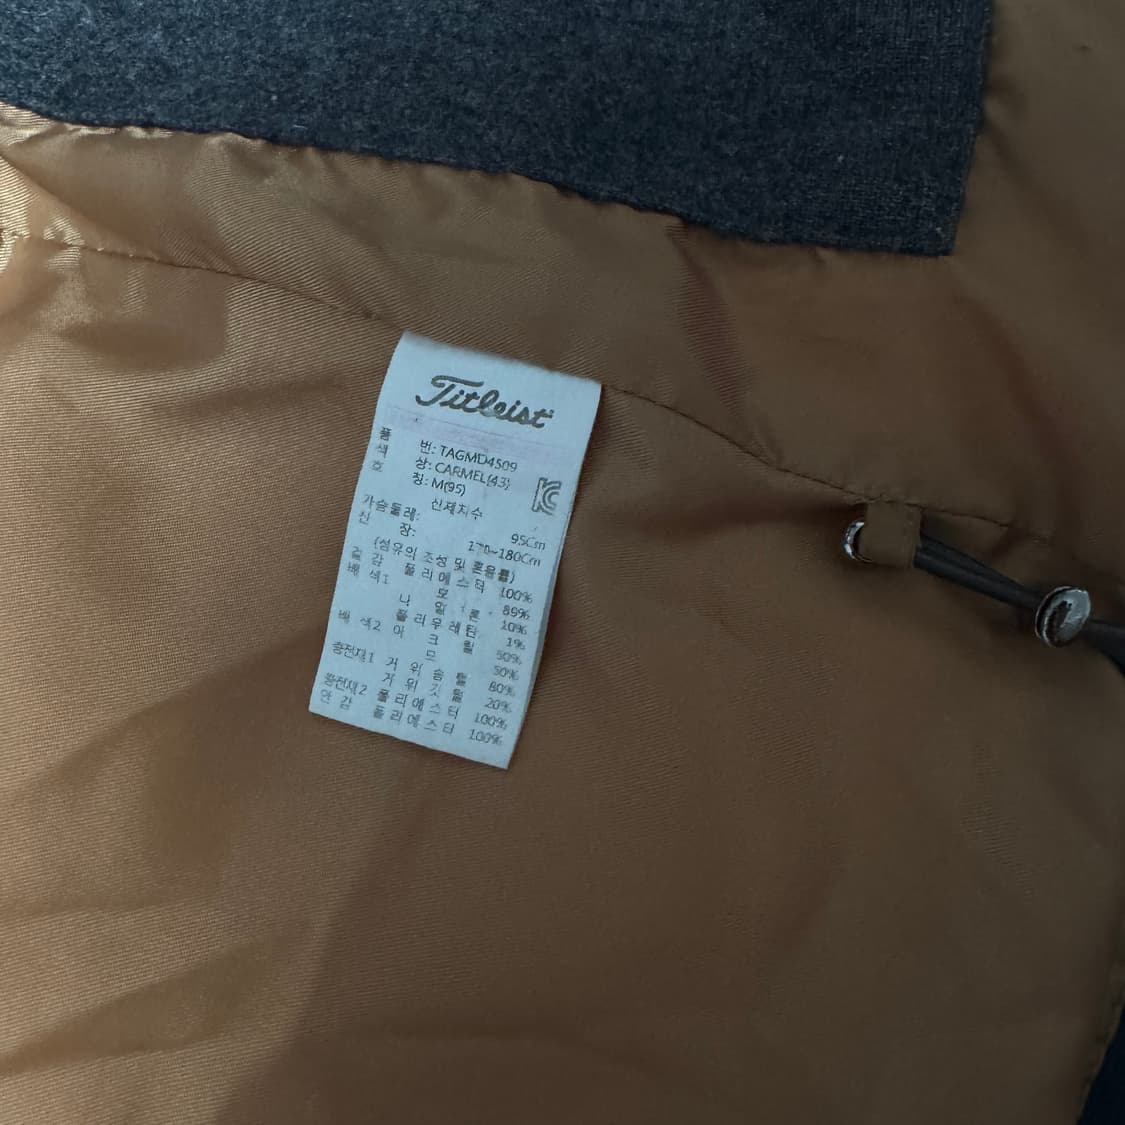 Titleist
품 번: TAGMD4509
색 상: CARMEL(43)
호 칭: M(95)
신체치수
가슴둘레: 95Cm
신 장: 170~180Cm
(섬유의 조성 및 혼용률)
겉 감 폴 리 에 스 터 100%
배 색1 모 89%
나 일 론 10%
폴 리 우 레 탄 1%
배 색2 아 크 릴 50%
모 50%
충전재1 거 위 솜 털 80%
거 위 깃 털 20%
충전재2 폴 리 에 스 터 100%
안 감 폴 리 에 스 터 100%